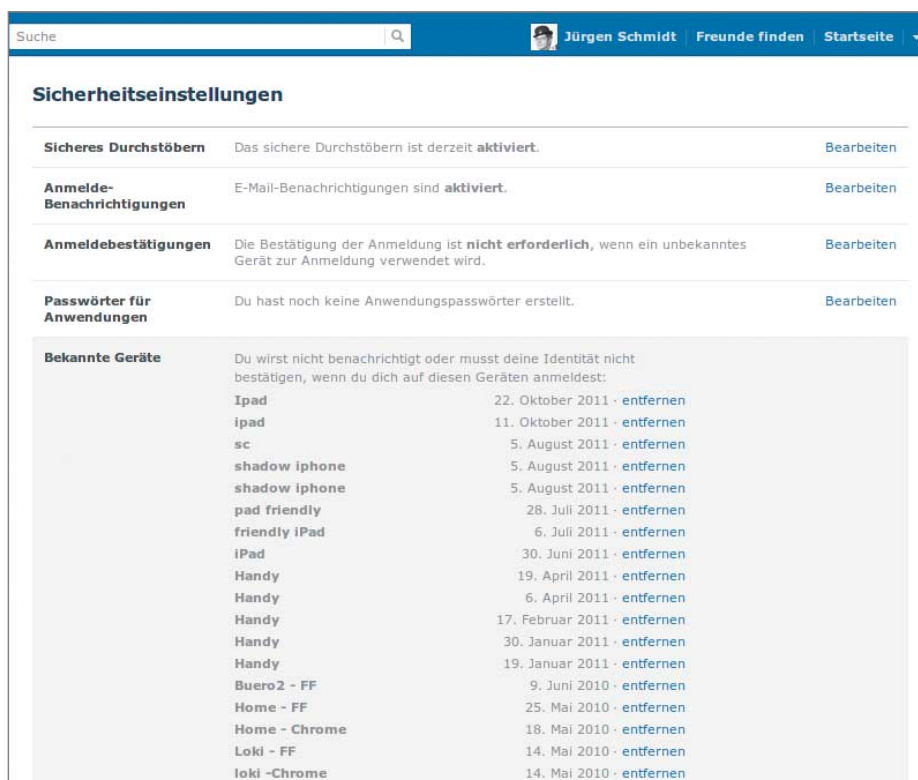 Suche
Jürgen Schmidt Freunde finden Startseite
Sicherheitseinstellungen
Sicheres Durchstöbern Das sichere Durchstöbern ist derzeit aktiviert. Bearbeiten
Anmelde-
Benachrichtigungen
E-Mail-Benachrichtigungen sind aktiviert. Bearbeiten
Anmeldebestätigungen Die Bestätigung der Anmeldung ist nicht erforderlich, wenn ein unbekanntes
Gerät zur Anmeldung verwendet wird.
Bearbeiten
Passwörter für
Anwendungen
Du hast noch keine Anwendungspasswörter erstellt. Bearbeiten
Bekannte Geräte Du wirst nicht benachrichtigt oder musst deine Identität nicht
bestätigen, wenn du dich auf diesen Geräten anmeldest:
Ipad 22. Oktober 2011 · entfernen
ipad 11. Oktober 2011 · entfernen
sc 5. August 2011 · entfernen
shadow iphone 5. August 2011 · entfernen
shadow iphone 5. August 2011 · entfernen
pad friendly 28. Juli 2011 · entfernen
friendly iPad 6. Juli 2011 · entfernen
iPad 30. Juni 2011 · entfernen
Handy 19. April 2011 · entfernen
Handy 6. April 2011 · entfernen
Handy 17. Februar 2011 · entfernen
Handy 30. Januar 2011 · entfernen
Handy 19. Januar 2011 · entfernen
Buero2 - FF 9. Juni 2010 · entfernen
Home - FF 25. Mai 2010 · entfernen
Home - Chrome 18. Mai 2010 · entfernen
Loki - FF 14. Mai 2010 · entfernen
loki -Chrome 14. Mai 2010 · entfernen